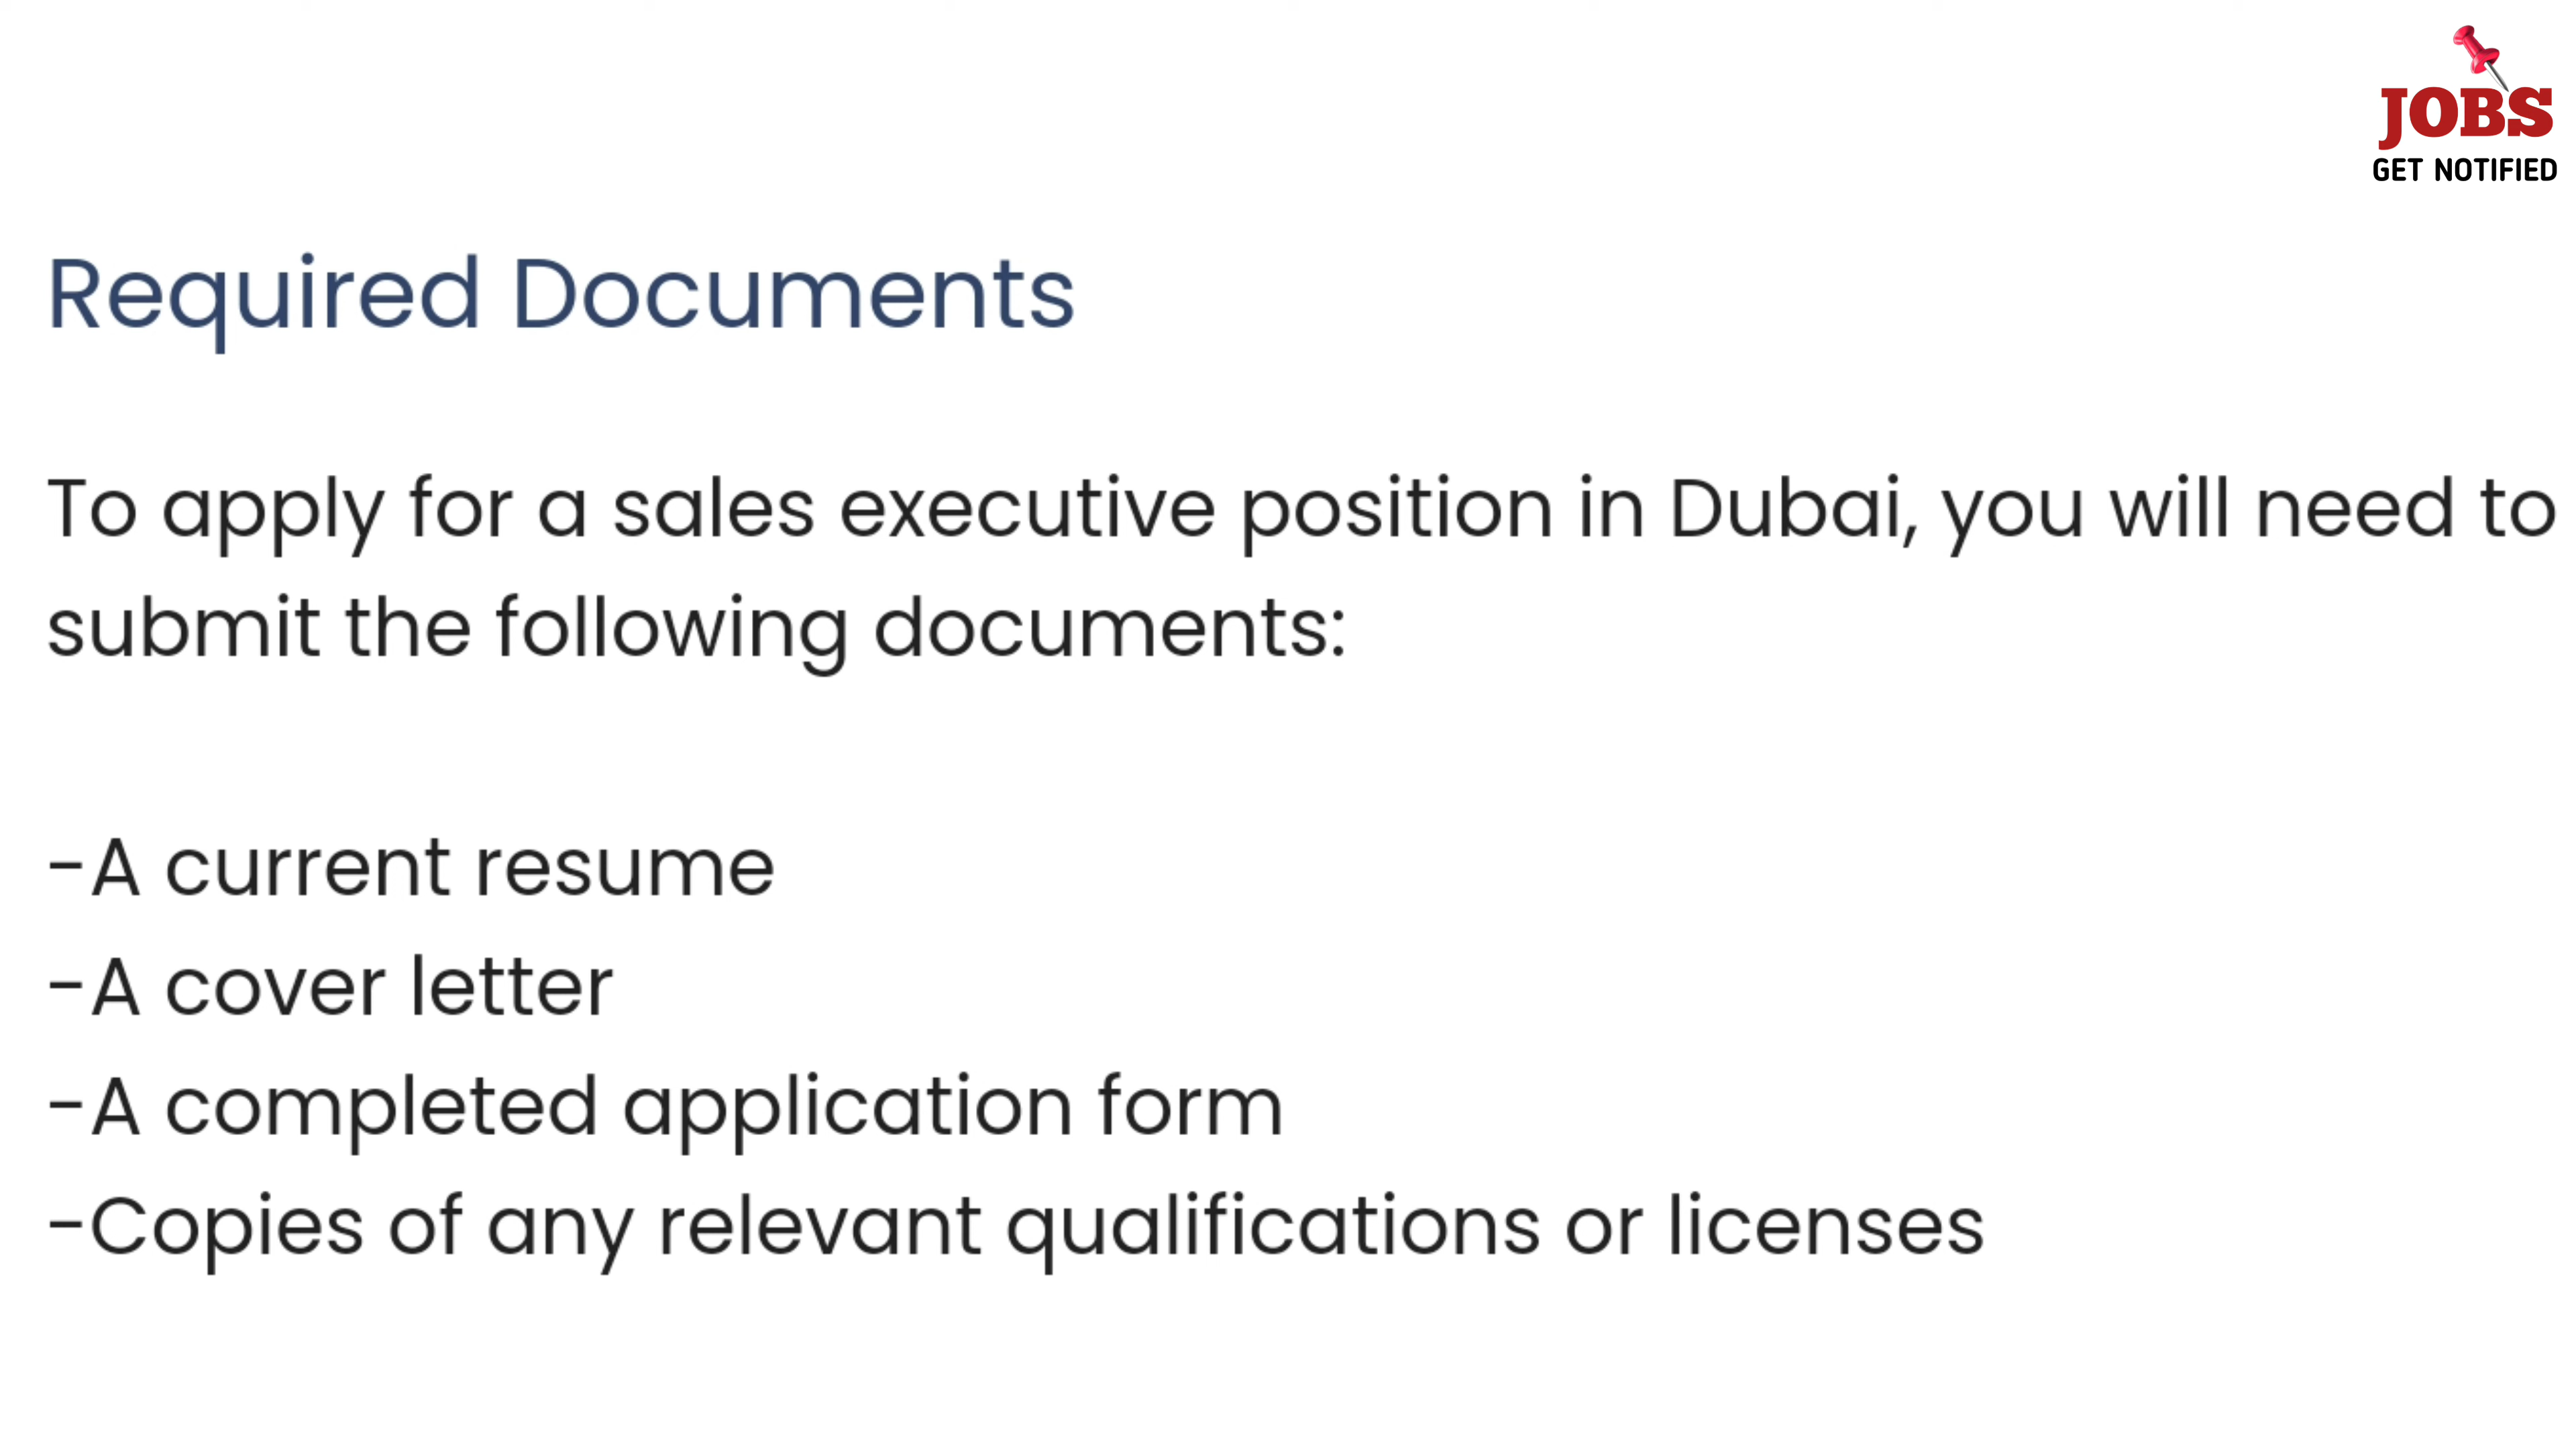 JOBS
GET NOTIFIED
Required Documents
To apply for a sales executive position in Dubai, you will need to
submit the following documents:
-A current resume
-A cover letter
-A completed application form
-Copies of any relevant qualifications or licenses